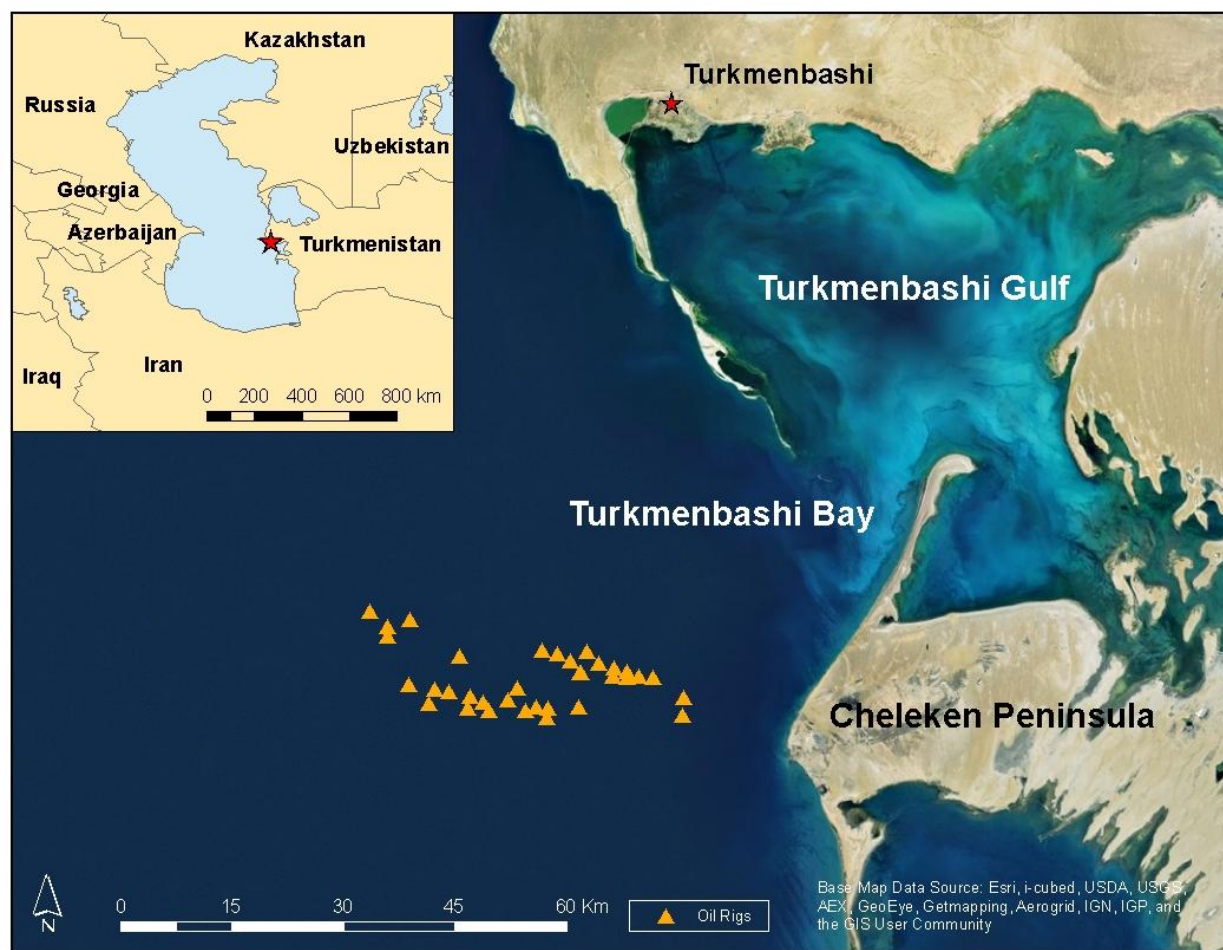 Kazakhstan
Russia
Uzbekistan
Georgia
Azerbaijan
Turkmenistan
Iran
Iraq
0 200 400 600 800 km
Turkmenbashi
Turkmenbashi Gulf
Turkmenbashi Bay
Cheleken Peninsula
N
0 15 30 45 60 Km
Oil Rigs
Base Map Data Source: Esri, i-cubed, USDA, USGS,
AEX, GeoEye, Getmapping, Aerogrid, IGN, IGP, and
the GIS User Community